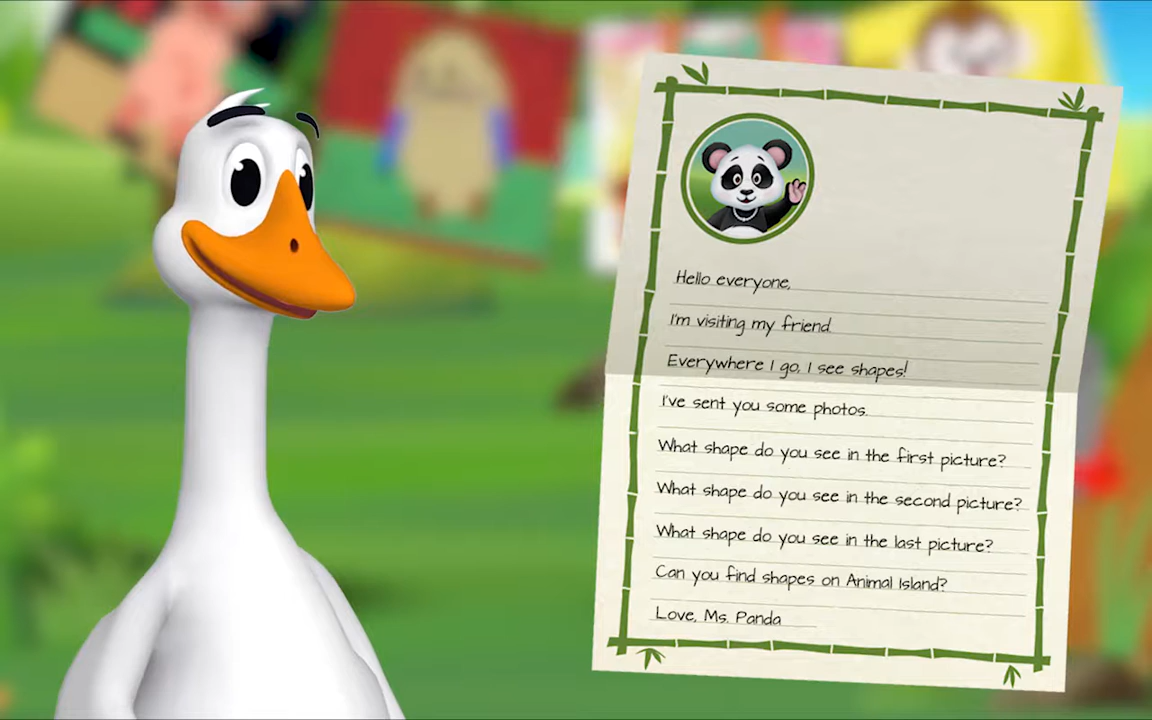 Hello everyone,
I'm visiting my friend.
Everywhere I go, I see shapes!
I've sent you some photos.
What shape do you see in the first picture?
What shape do you see in the second picture?
What shape do you see in the last picture?
Can you find shapes on Animal Island?
Love, Ms. Panda